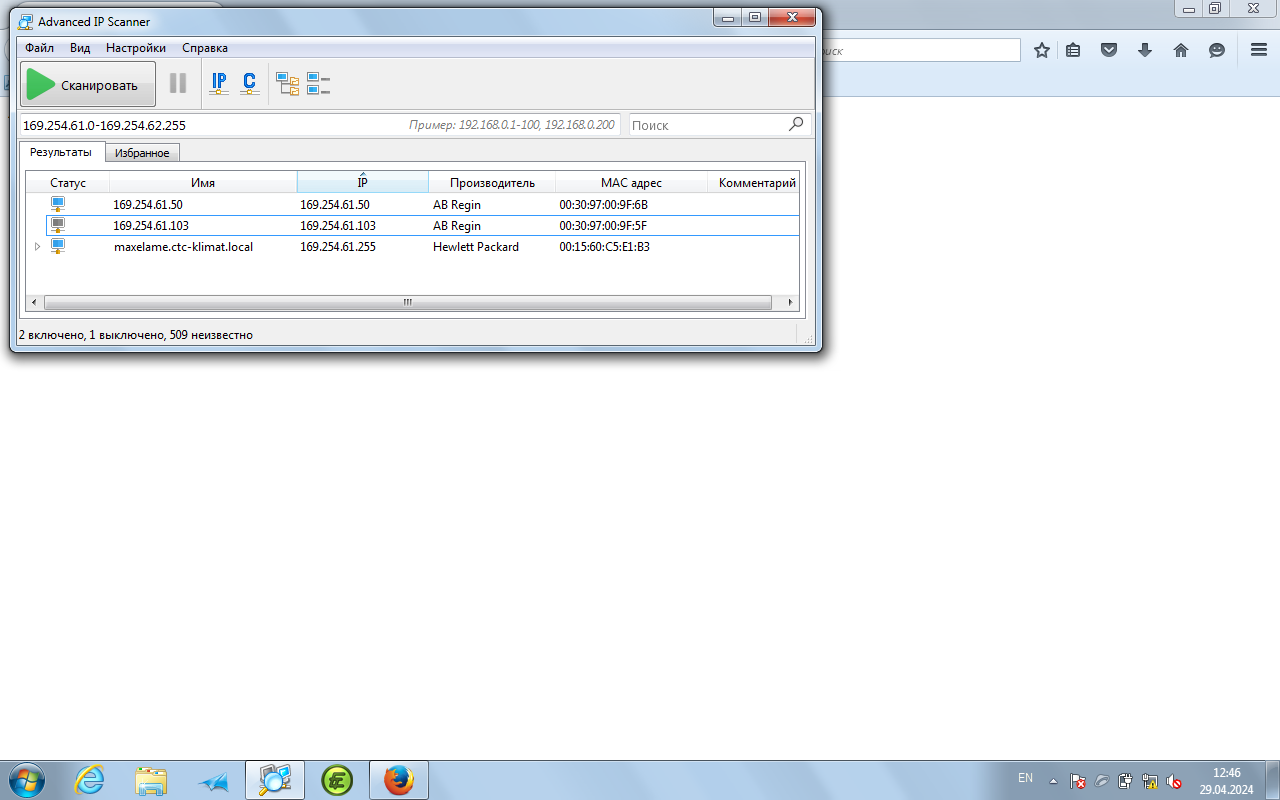 Advanced IP Scanner
Файл Вид Настройки Справка
Сканировать IP C
169.254.61.0-169.254.62.255 Пример: 192.168.0.1-100, 192.168.0.200 Поиск
Результаты Избранное
Статус Имя IP Производитель MAC адрес Комментарий
169.254.61.50 169.254.61.50 AB Regin 00:30:97:00:9F:6B
169.254.61.103 169.254.61.103 AB Regin 00:30:97:00:9F:5F
maxelame.ctc-klimat.local 169.254.61.255 Hewlett Packard 00:15:60:C5:E1:B3
2 включено, 1 выключено, 509 неизвестно
EN
12:46
29.04.2024